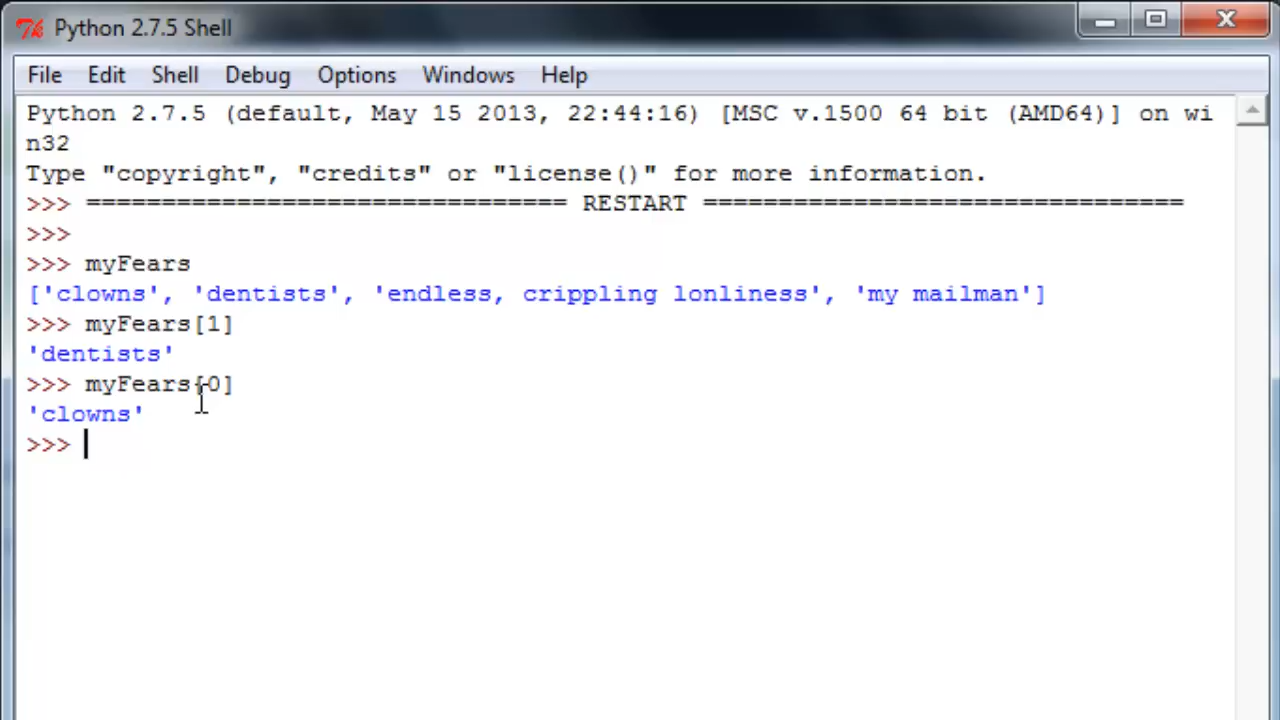 Python 2.7.5 Shell
File Edit Shell Debug Options Windows Help
Python 2.7.5 (default, May 15 2013, 22:44:16) [MSC v.1500 64 bit (AMD64)] on wi
n32
Type "copyright", "credits" or "license()" for more information.
>>> ================================ RESTART ================================
>>>
>>> myFears
['clowns', 'dentists', 'endless, crippling lonliness', 'my mailman']
>>> myFears[1]
'dentists'
>>> myFears[0]
'clowns'
>>>